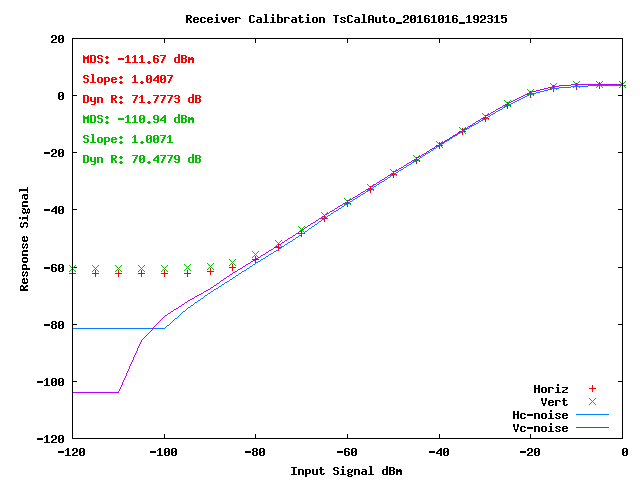 Receiver Calibration TsCalAuto_20161016_192315
20
0
-20
-40
-60
-80
-100
-120
Response Signal
MDS: -111.67 dBm
Slope: 1.0407
Dyn R: 71.7773 dB
MDS: -110.94 dBm
Slope: 1.0071
Dyn R: 70.4779 dB
Horiz
Vert
Hc-noise
Vc-noise
-120 -100 -80 -60 -40 -20 0
Input Signal dBm